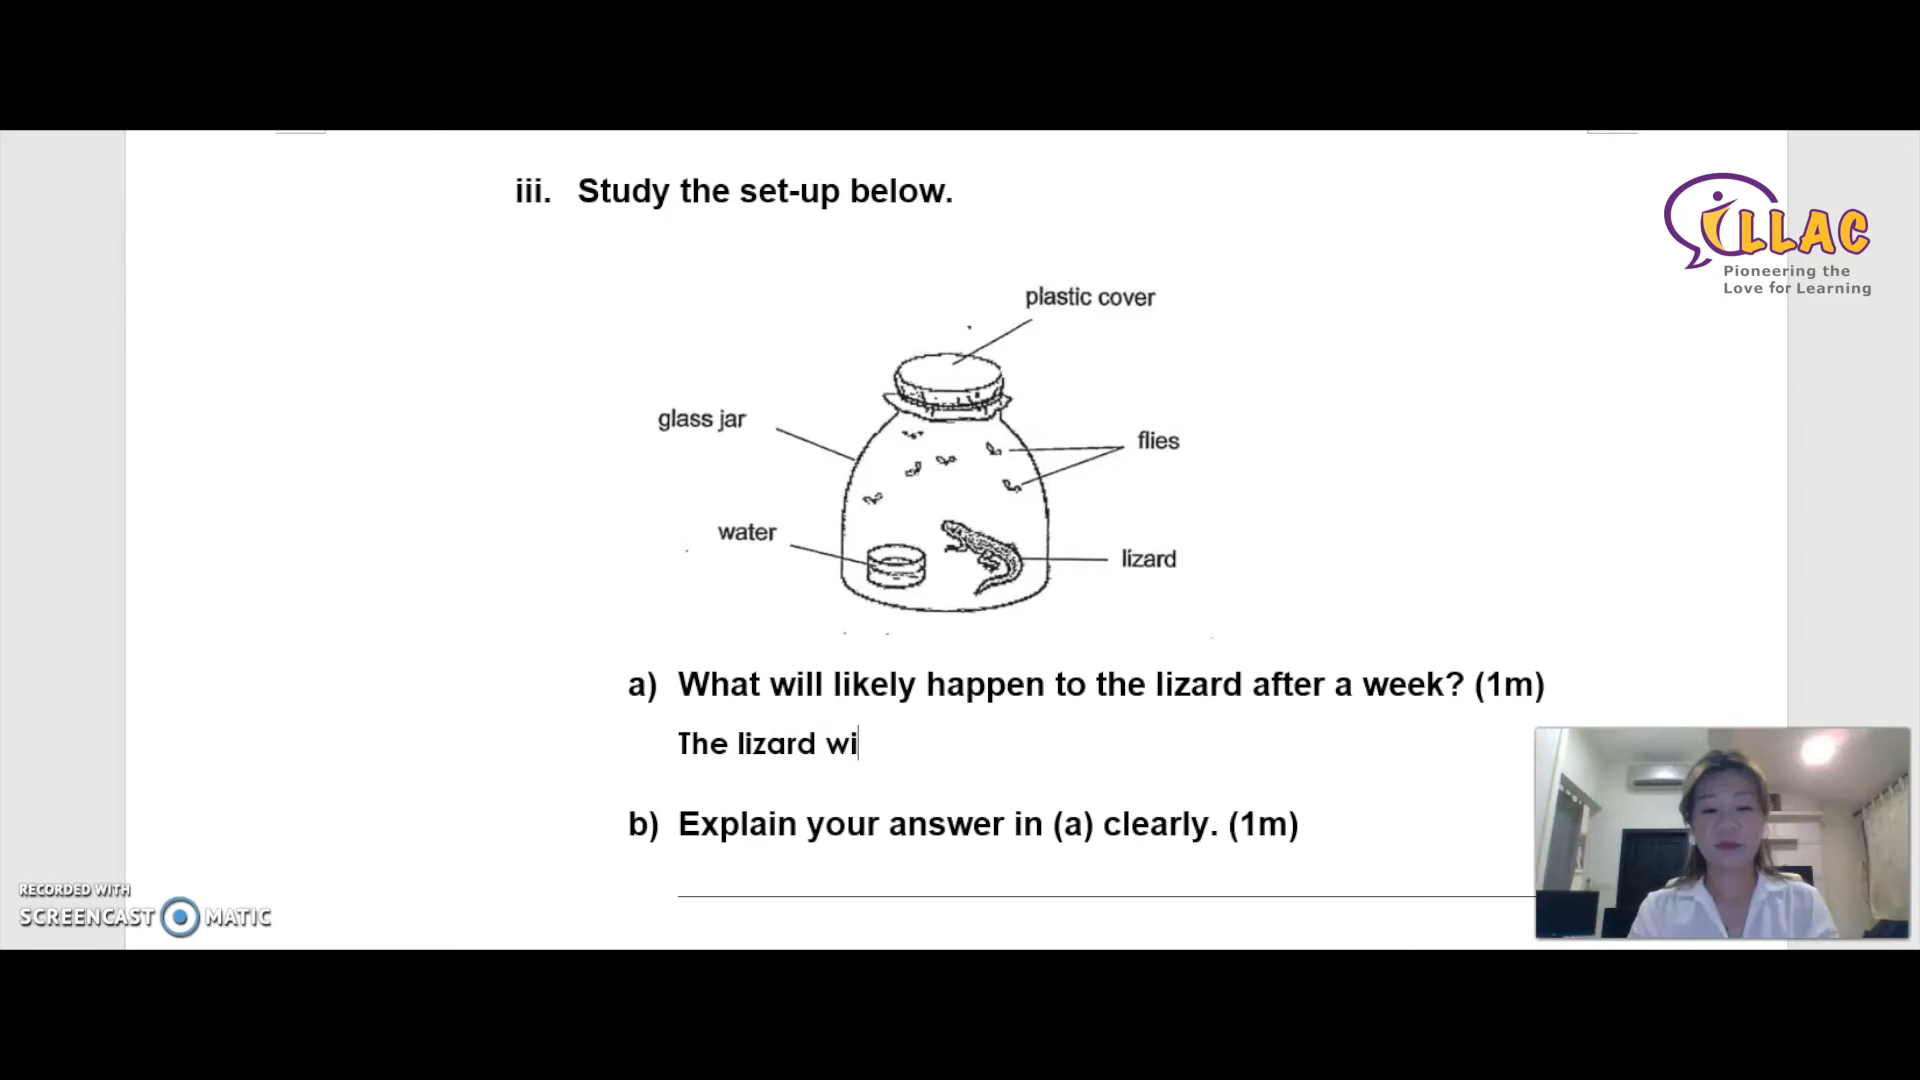 iii. Study the set-up below.
iLLAC
Pioneering the
Love for Learning
plastic cover
glass jar
flies
water
lizard
a) What will likely happen to the lizard after a week? (1m)
The lizard wi
b) Explain your answer in (a) clearly. (1m)
RECORDED WITH
SCREENCAST MATIC